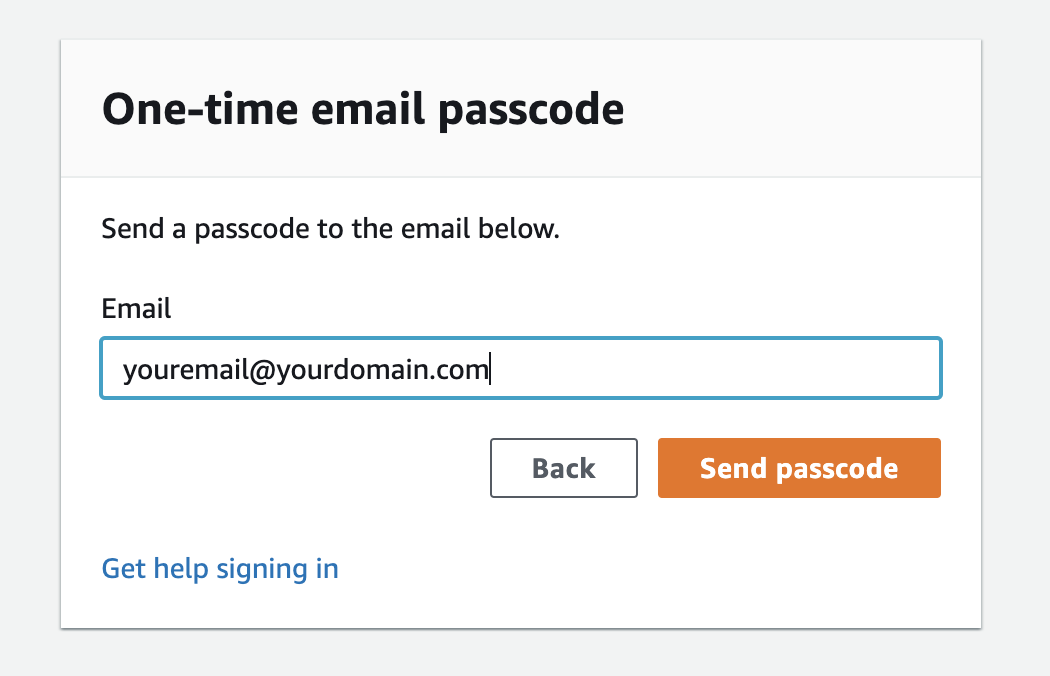 One-time email passcode
Send a passcode to the email below.
Email
youremail@yourdomain.com
Back Send passcode
Get help signing in